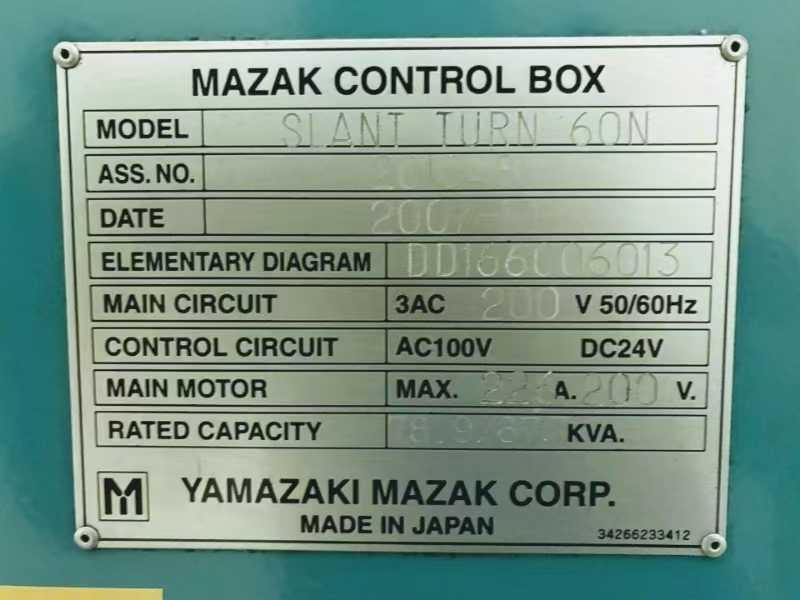 MAZAK CONTROL BOX
MODEL SLANT TURN 60N
ASS. NO.
DATE
ELEMENTARY DIAGRAM DD166C06013
MAIN CIRCUIT 3AC 200 V 50/60Hz
CONTROL CIRCUIT AC100V DC24V
MAIN MOTOR MAX. A. 200 V.
RATED CAPACITY KVA.
M YAMAZAKI MAZAK CORP.
MADE IN JAPAN 34266233412